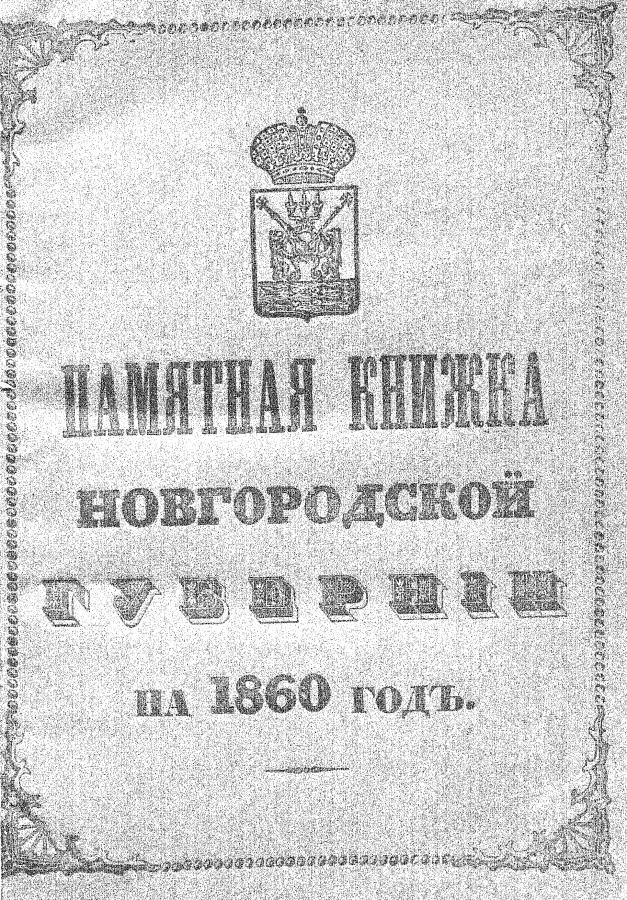 ПАМЯТНАЯ КНИЖКА
НОВГОРОДСКОЙ
ГУБЕРНІИ
НА 1860 ГОДЪ.